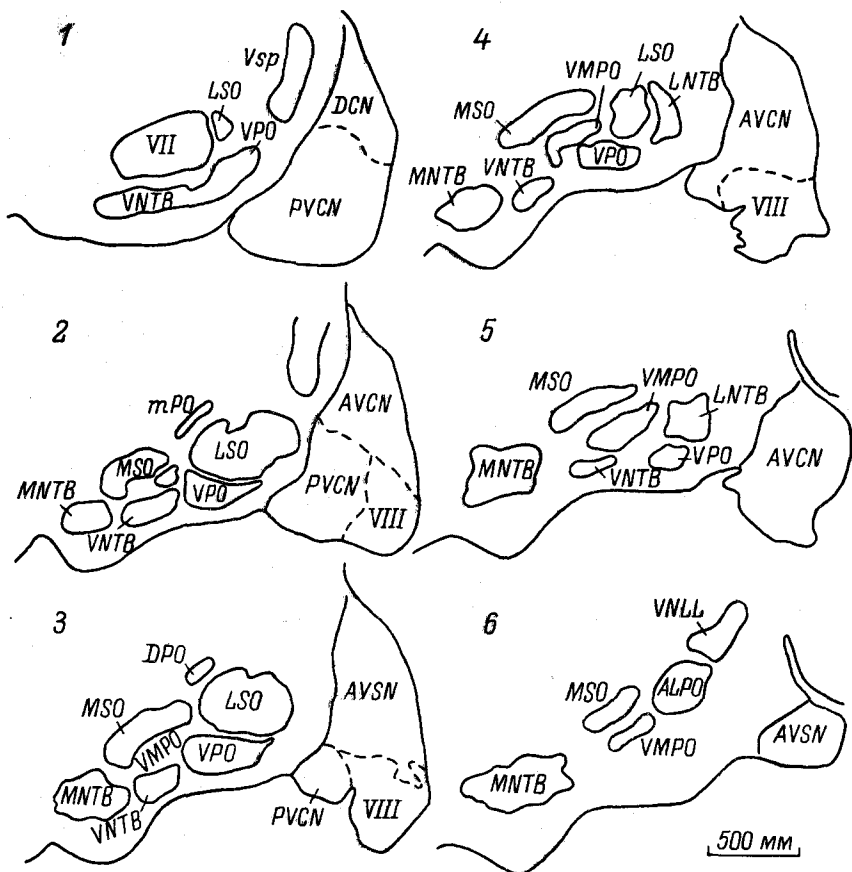 1
Vsp
LSO
VPO
DCN
VII
VNTB
PVCN
2
mPO
AVCN
LSO
MSO
MNTB
VPO
PVCN
VIII
VNTB
3
DPO
MSO
LSO
AVSN
VMPO
VPO
MNTB
VNTB
PVCN
VIII
4
LSO
VMPO
LNTB
MSO
AVCN
VPO
VNTB
MNTB
VIII
5
MSO
VMPO
LNTB
MNTB
VPO
VNTB
AVCN
6
VNLL
MSO
ALPO
VMPO
AVSN
MNTB
500 мм